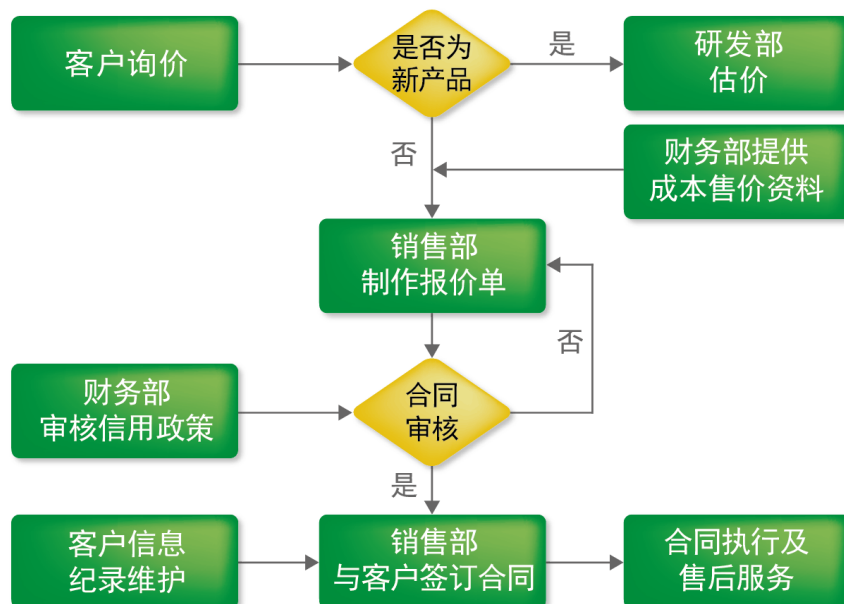 客户询价
是否为
新产品
是
研发部
估价
否
财务部提供
成本售价资料
销售部
制作报价单
否
财务部
审核信用政策
合同
审核
是
客户信息
纪录维护
销售部
与客户签订合同
合同执行及
售后服务